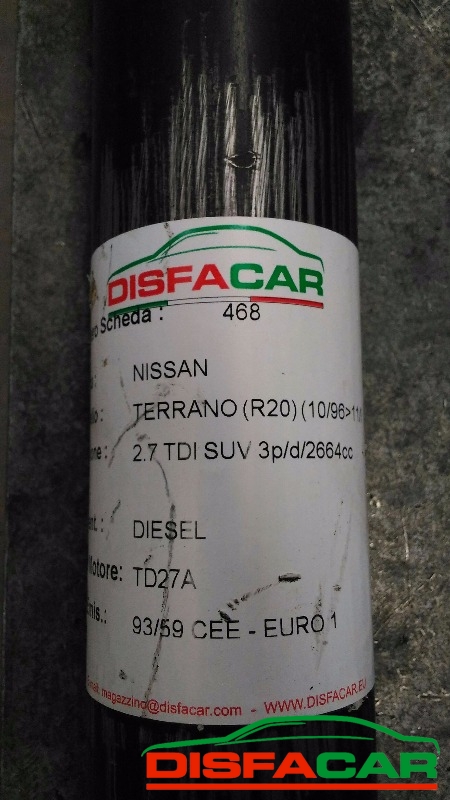 DISFACAR
Scheda : 468
: NISSAN
: TERRANO (R20) (10/96>
: 2.7 TDI SUV 3p/d/2664cc
: DIESEL
Motore: TD27A
: 93/59 CEE - EURO 1
magazzino@disfacar.com - WWW.DISFACAR.EU
DISFACAR